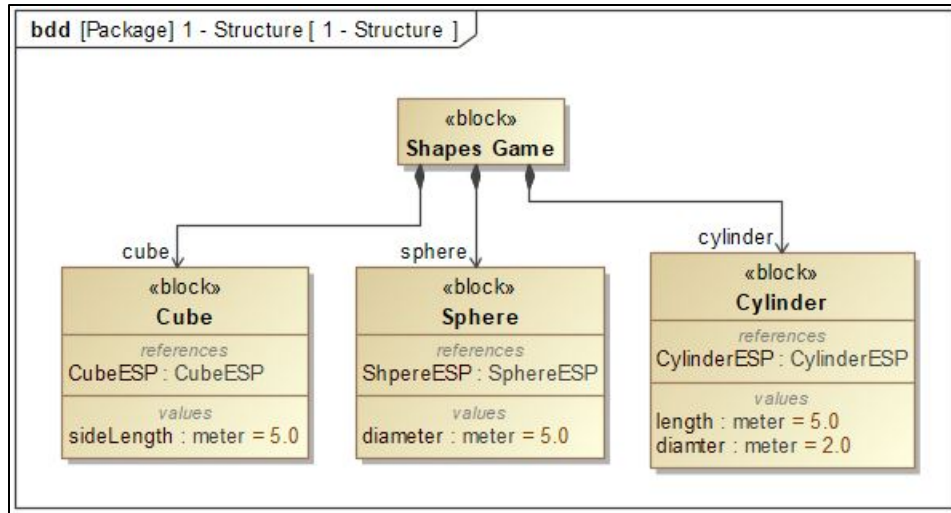 bdd [Package] 1 - Structure [ 1 - Structure ]
«block»
Shapes Game
cube
sphere
cylinder
«block»
Cube
references
CubeESP : CubeESP
values
sideLength : meter = 5.0
«block»
Sphere
references
ShpereESP : SphereESP
values
diameter : meter = 5.0
«block»
Cylinder
references
CylinderESP : CylinderESP
values
length : meter = 5.0
diamter : meter = 2.0